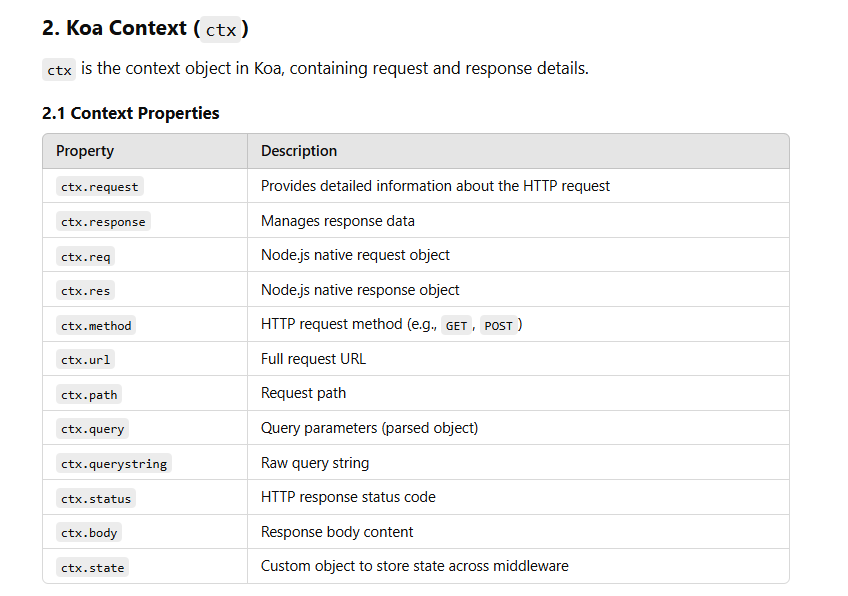 2. Koa Context (ctx)
ctx is the context object in Koa, containing request and response details.
2.1 Context Properties
Property Description
ctx.request Provides detailed information about the HTTP request
ctx.response Manages response data
ctx.req Node.js native request object
ctx.res Node.js native response object
ctx.method HTTP request method (e.g., GET, POST)
ctx.url Full request URL
ctx.path Request path
ctx.query Query parameters (parsed object)
ctx.querystring Raw query string
ctx.status HTTP response status code
ctx.body Response body content
ctx.state Custom object to store state across middleware